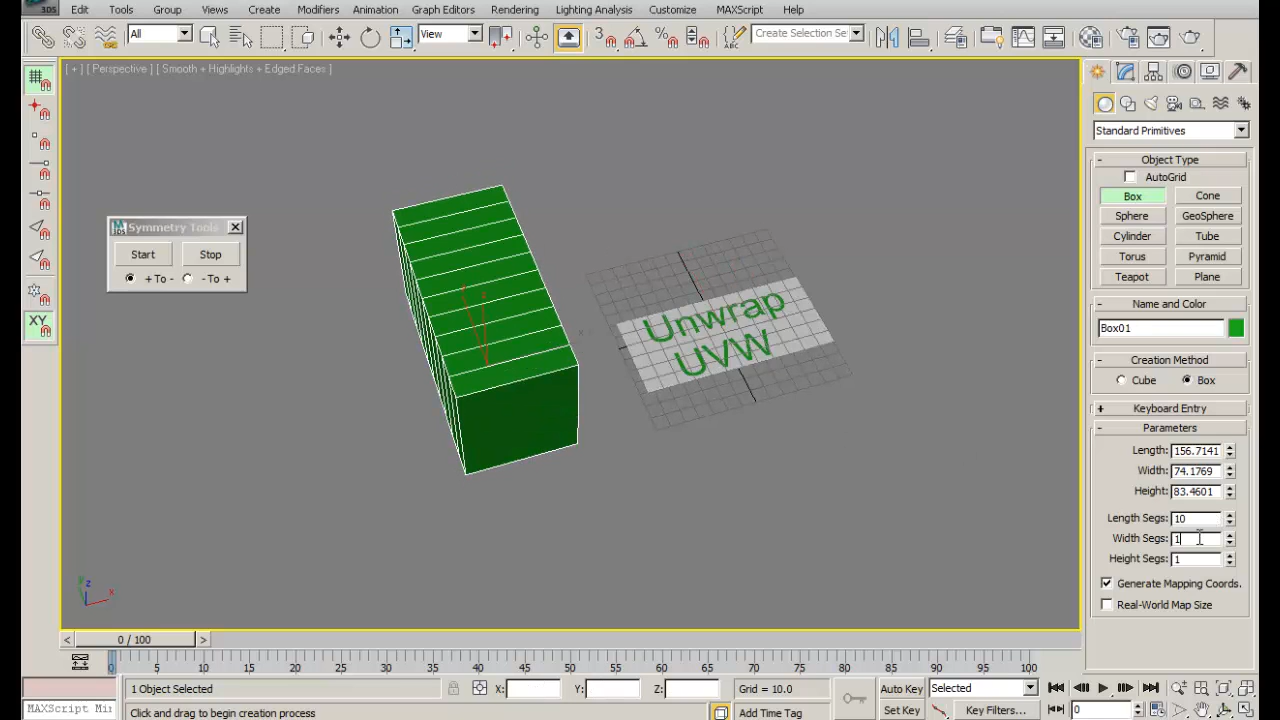 3DS
Edit
Tools
Group
Views
Create
Modifiers
Animation
Graph Editors
Rendering
Lighting Analysis
Customize
MAXScript
Help
All
View
3
%
Create Selection Se
[ + ] [ Perspective ] [ Smooth + Highlights + Edged Faces ]
Standard Primitives
Object Type
AutoGrid
Box
Cone
Sphere
GeoSphere
Cylinder
Tube
Torus
Pyramid
Teapot
Plane
Symmetry Tools
Start
Stop
+ To -
- To +
XY
Unwrap
UVW
Name and Color
Box01
Creation Method
Cube
Box
Keyboard Entry
Parameters
Length: 156.7141
Width: 74.1769
Height: 83.4601
Length Segs: 10
Width Segs: 1
Height Segs: 1
Generate Mapping Coords.
Real-World Map Size
z
x
< 0 / 100 >
0 5 10 15 20 25 30 35 40 45 50 55 60 65 70 75 80 85 90 95 100
1 Object Selected
X:
Y:
Z:
Grid = 10.0
Auto Key
Selected
MAXScript Mi
Click and drag to begin creation process
Add Time Tag
Set Key
Key Filters...
0